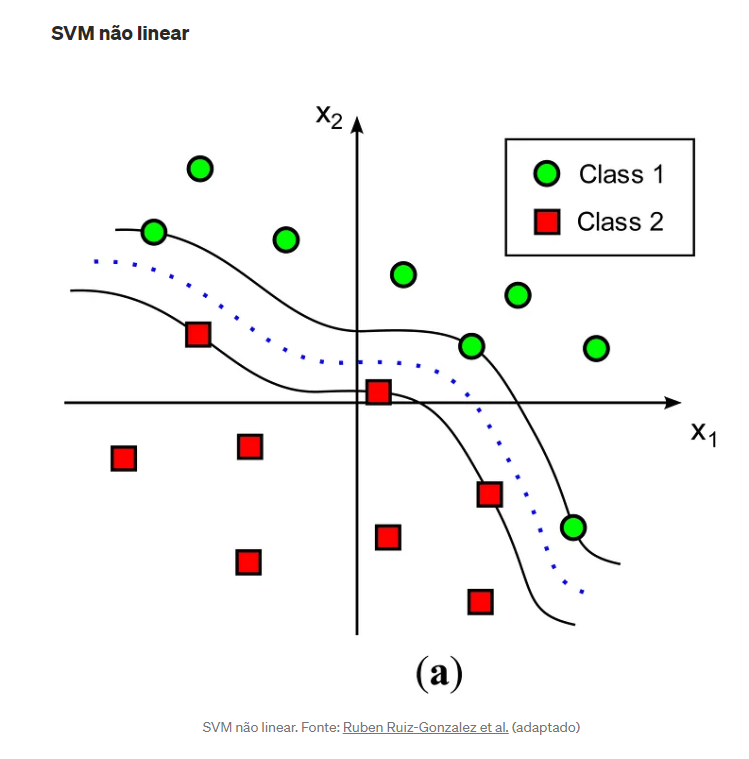 SVM não linear
x2
Class 1
Class 2
x1
(a)
SVM não linear. Fonte: Ruben Ruiz-Gonzalez et al. (adaptado)